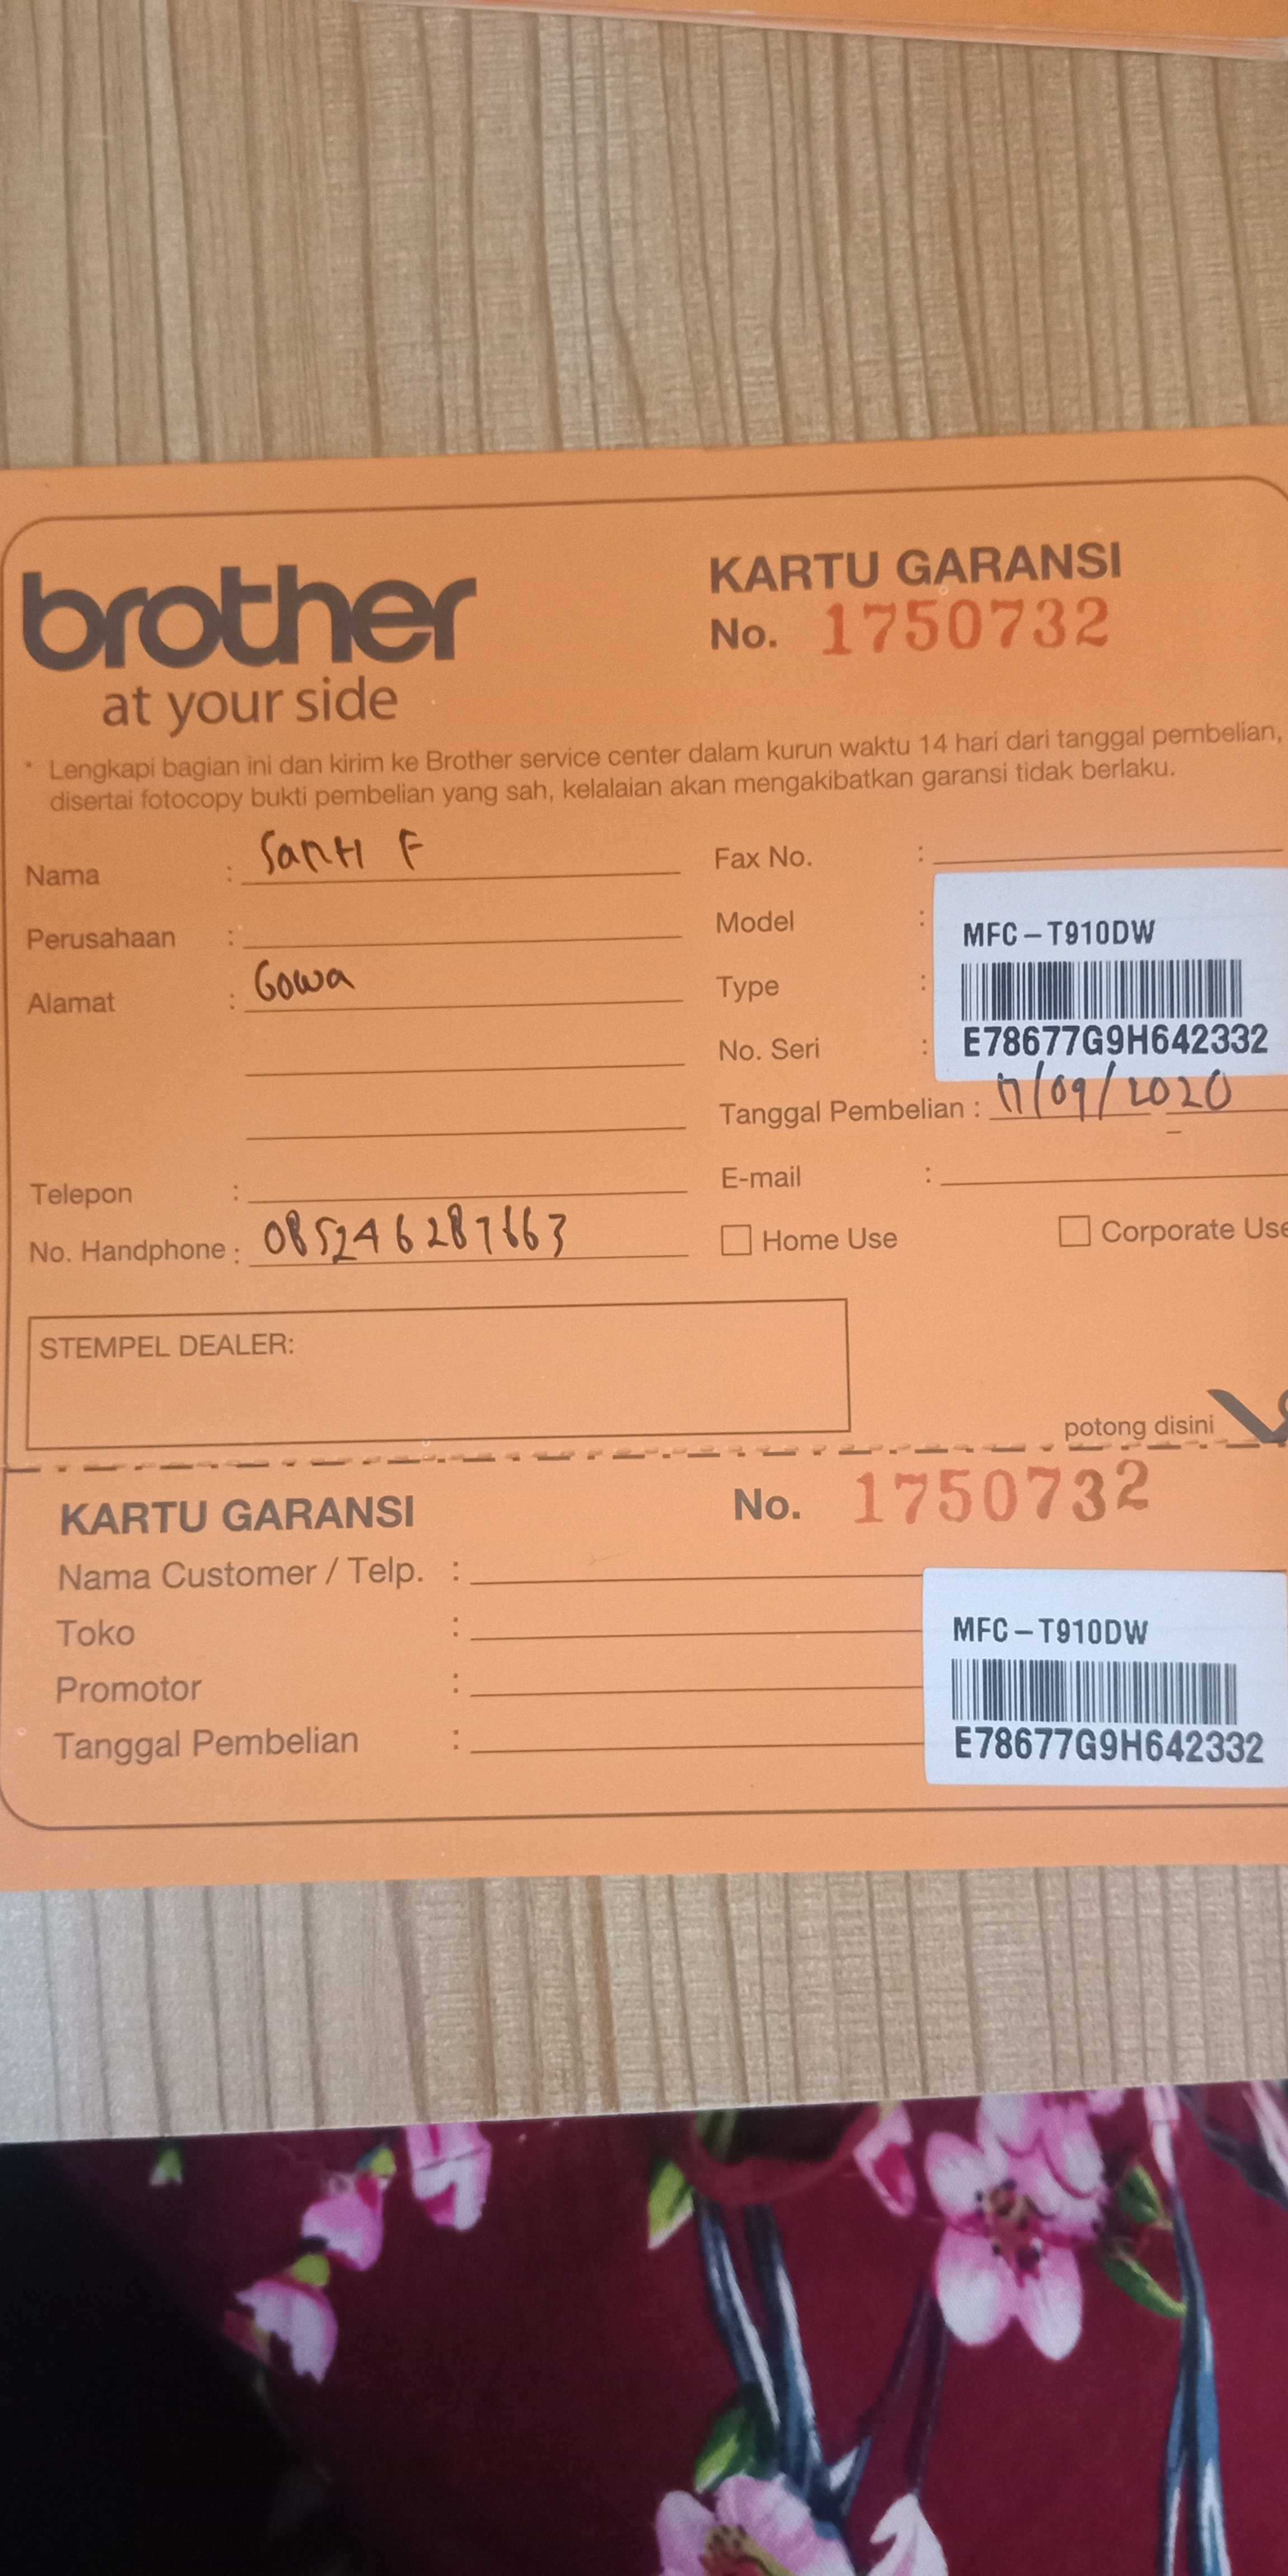 brother
at your side
KARTU GARANSI
No. 1750732
* Lengkapi bagian ini dan kirim ke Brother service center dalam kurun waktu 14 hari dari tanggal pembelian,
disertai fotocopy bukti pembelian yang sah, kelalaian akan mengakibatkan garansi tidak berlaku.
Nama : Santi F
Perusahaan :
Alamat : Gowa
Telepon :
No. Handphone : 085246287663
Fax No. :
Model : MFC-T910DW
Type :
No. Seri : E78677G9H642332
Tanggal Pembelian : 17/09/2020
E-mail :
Home Use
Corporate Use
STEMPEL DEALER:
potong disini
KARTU GARANSI
No. 1750732
Nama Customer / Telp. :
Toko :
Promotor :
Tanggal Pembelian :
MFC-T910DW
E78677G9H642332